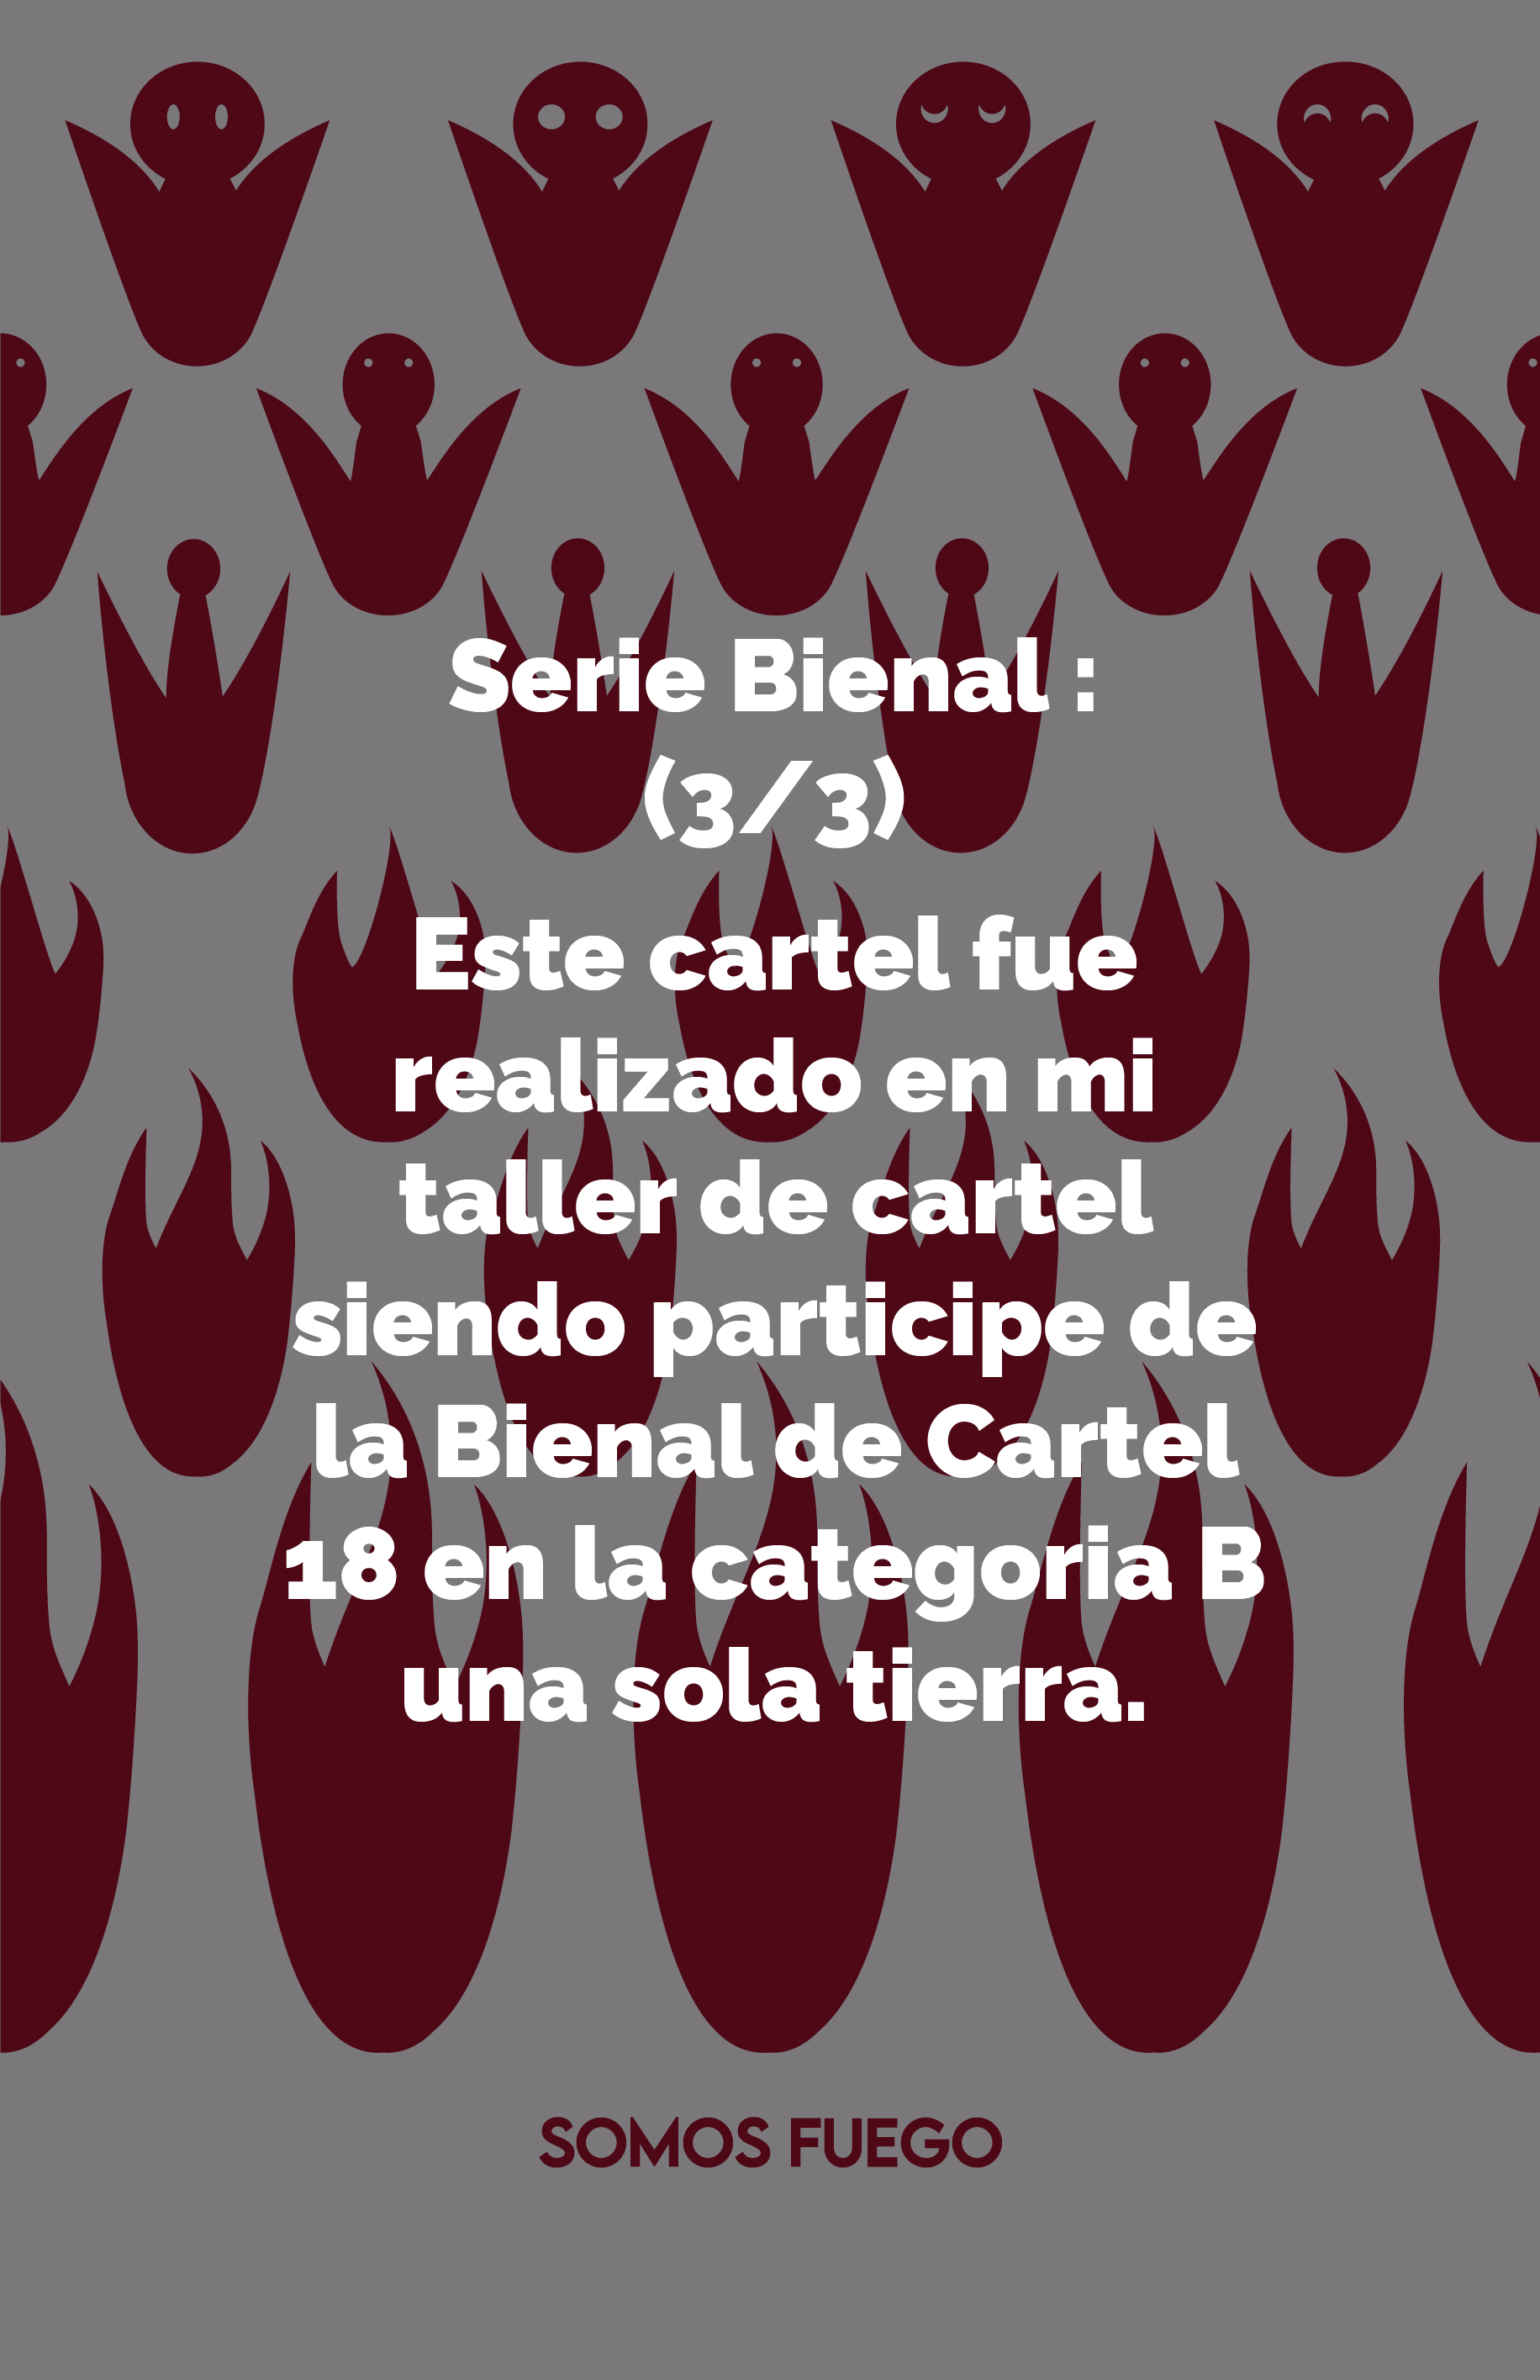 Serie Bienal :
(3/3)
Este cartel fue
realizado en mi
taller de cartel
siendo participe de
la Bienal de Cartel
18 en la categoria B
una sola tierra.
SOMOS FUEGO